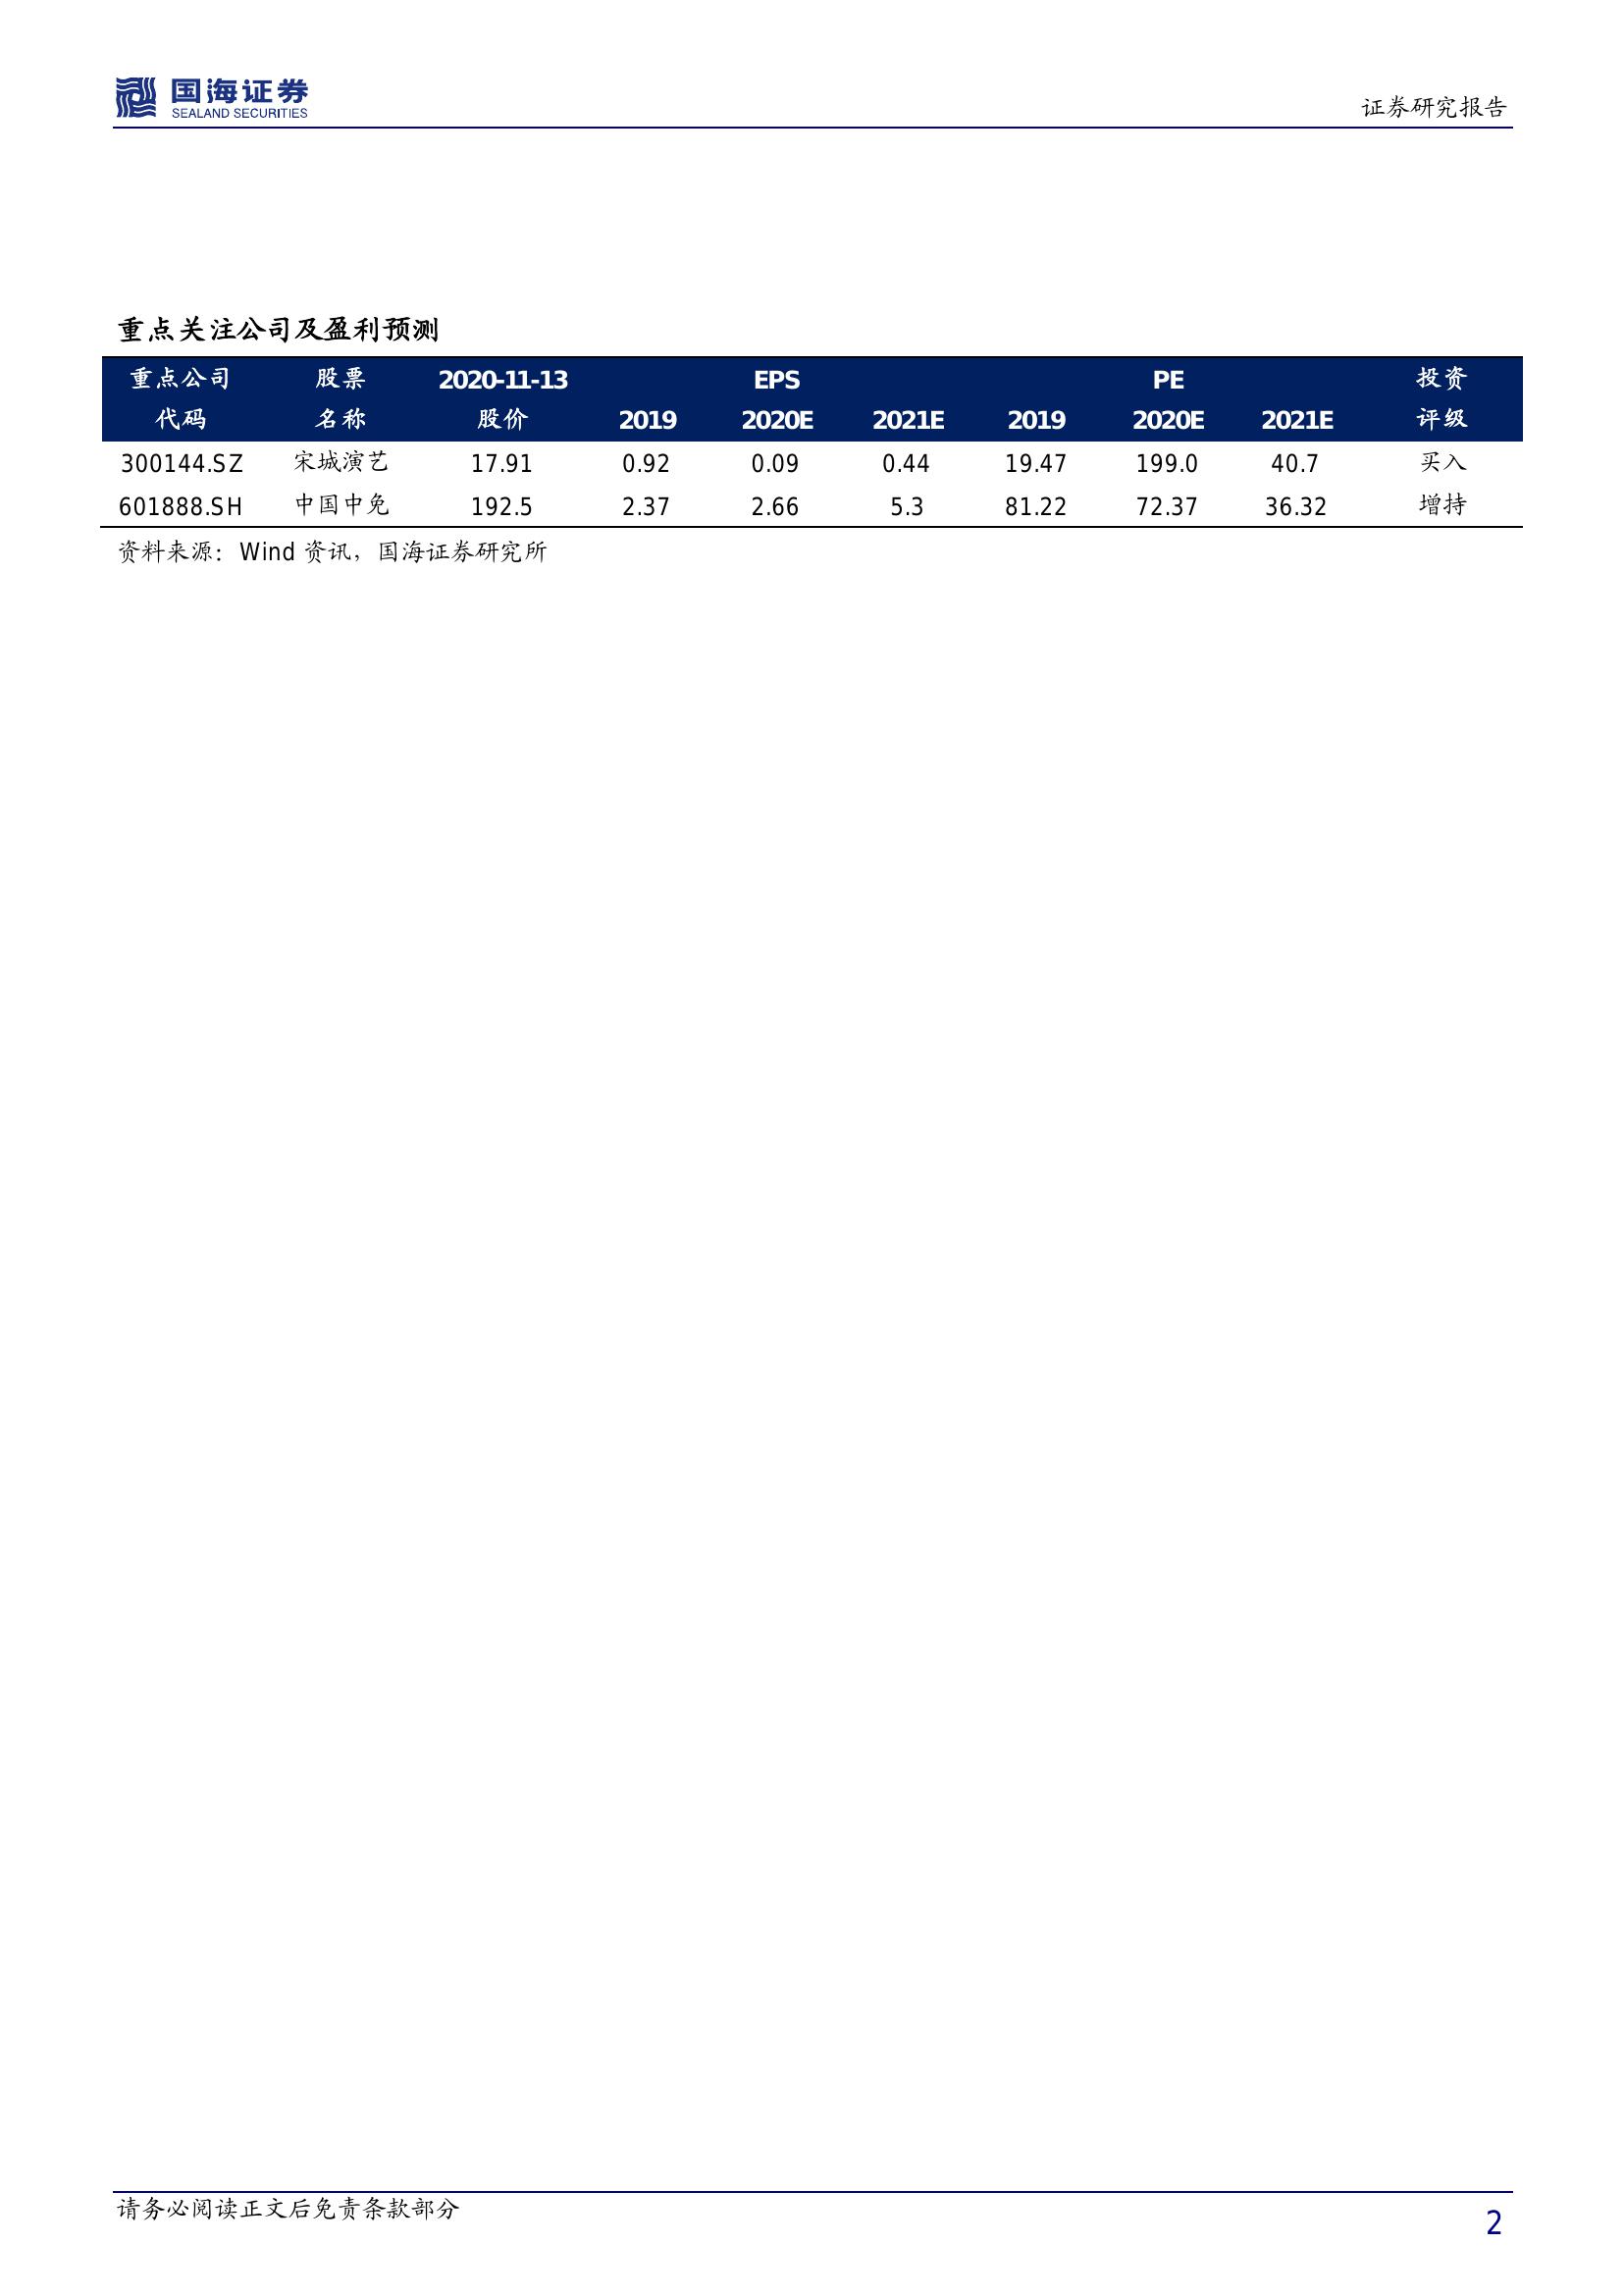 国海证券
SEALAND SECURITIES
证券研究报告
重点关注公司及盈利预测
重点公司 股票 2020-11-13 EPS PE 投资
代码 名称 股价 2019 2020E 2021E 2019 2020E 2021E 评级
300144.SZ 宋城演艺 17.91 0.92 0.09 0.44 19.47 199.0 40.7 买入
601888.SH 中国中免 192.5 2.37 2.66 5.3 81.22 72.37 36.32 增持
资料来源：Wind 资讯，国海证券研究所
请务必阅读正文后免责条款部分
2